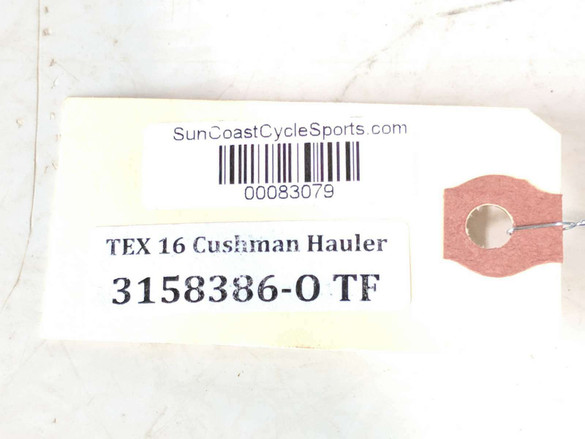 SunCoastCycleSports.com
00083079
TEX 16 Cushman Hauler
3158386-O TF